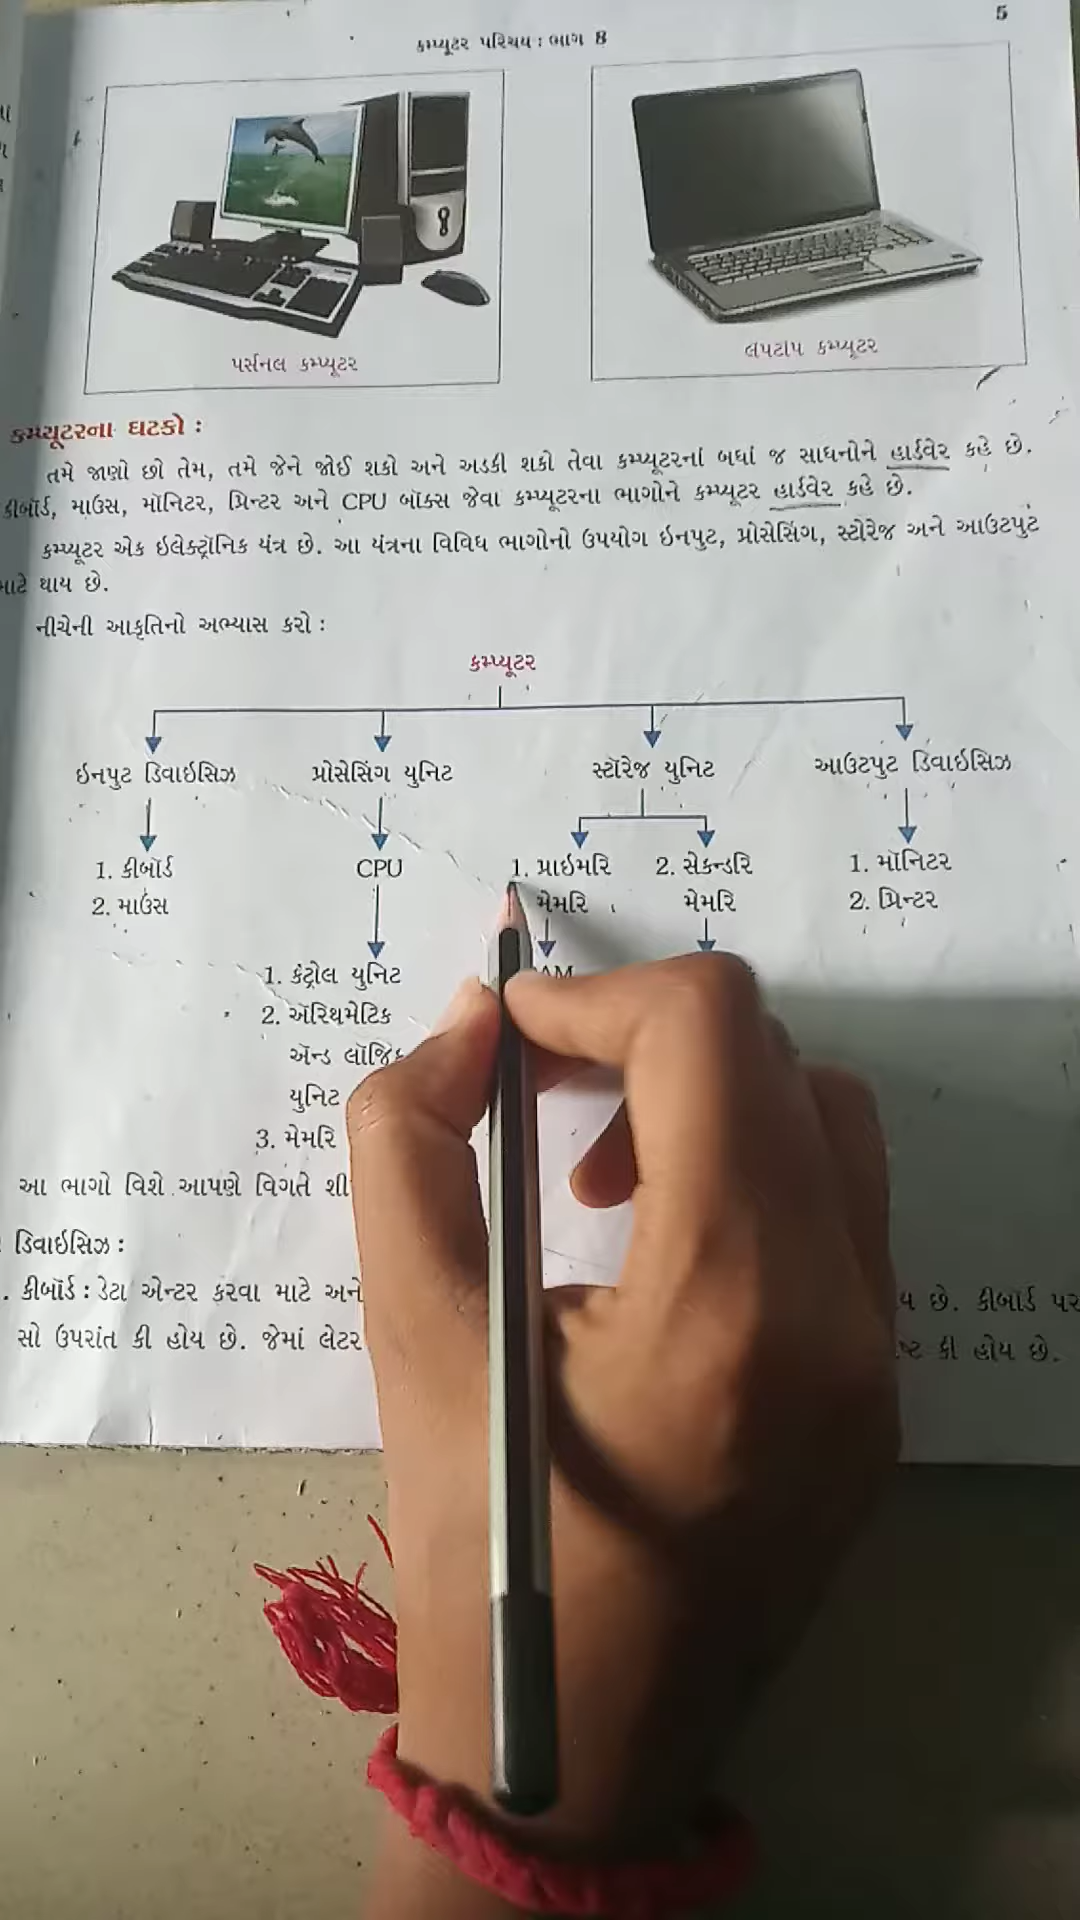 5
કમ્પ્યૂટર પરિચય : ભાગ 8
પર્સનલ કમ્પ્યૂટર
લેપટોપ કમ્પ્યૂટર
કમ્પ્યૂટરના ઘટકો :
તમે જાણો છો તેમ, તમે જેને જોઈ શકો અને અડકી શકો તેવા કમ્પ્યૂટરનાં બધાં જ સાધનોને હાર્ડવેર કહે છે.
કીબૉર્ડ, માઉસ, મૉનિટર, પ્રિન્ટર અને CPU બૉક્સ જેવા કમ્પ્યૂટરના ભાગોને કમ્પ્યૂટર હાર્ડવેર કહે છે.
કમ્પ્યૂટર એક ઇલેક્ટ્રૉનિક યંત્ર છે. આ યંત્રના વિવિધ ભાગોનો ઉપયોગ ઇનપુટ, પ્રોસેસિંગ, સ્ટોરેજ અને આઉટપુટ
માટે થાય છે.
નીચેની આકૃતિનો અભ્યાસ કરો :
કમ્પ્યૂટર
ઇનપુટ ડિવાઇસિઝ
પ્રોસેસિંગ યુનિટ
સ્ટૉરેજ યુનિટ
આઉટપુટ ડિવાઇસિઝ
1. કીબૉર્ડ
2. માઉસ
CPU
1. પ્રાઇમરિ
મેમરિ
2. સેકન્ડરિ
મેમરિ
1. મૉનિટર
2. પ્રિન્ટર
1. કંટ્રોલ યુનિટ
2. ઍરિથમેટિક
ઍન્ડ લૉજિક
યુનિટ
3. મેમરિ
આ ભાગો વિશે આપણે વિગતે
ડિવાઇસિઝ :
કીબૉર્ડ : ડેટા એન્ટર કરવા માટે અને છે. કીબૉર્ડ પર
સો ઉપરાંત કી હોય છે. જેમાં લેટર કી હોય છે.